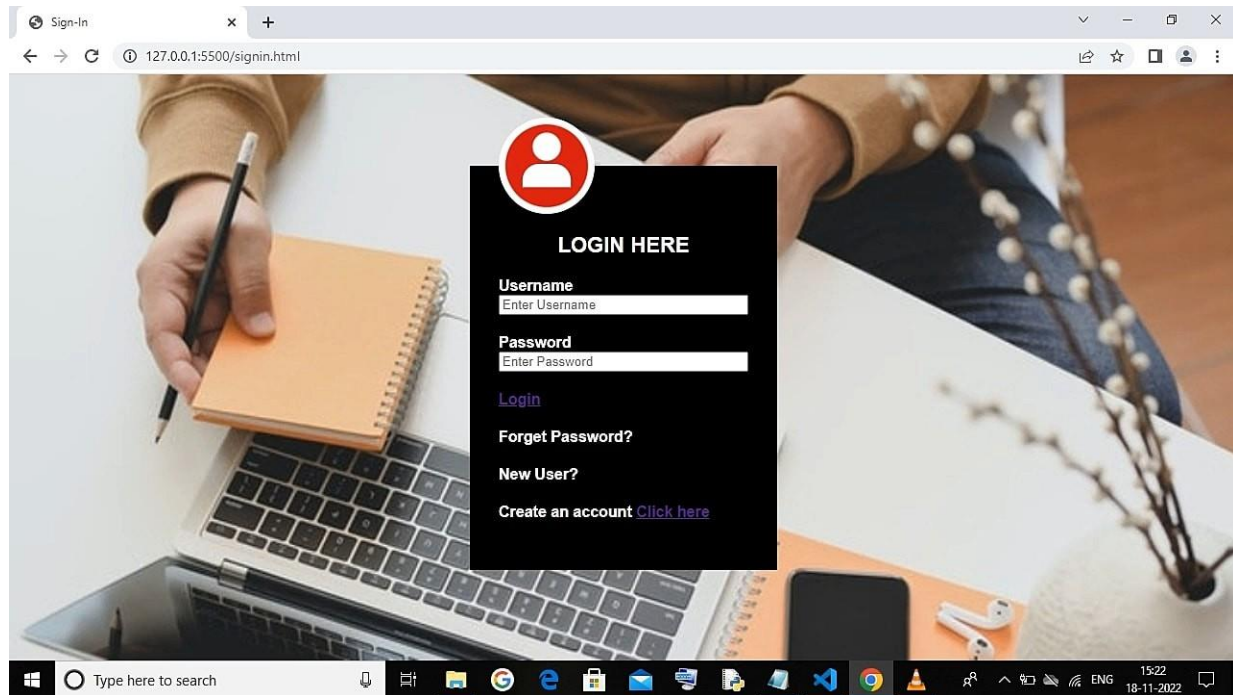 Sign-In
127.0.0.1:5500/signin.html
LOGIN HERE
Username
Enter Username
Password
Enter Password
Login
Forget Password?
New User?
Create an account Click here
Type here to search
ENG
15:22
18-11-2022